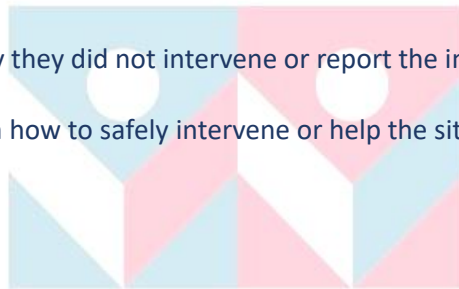 they did not intervene or report the
how to safely intervene or help the